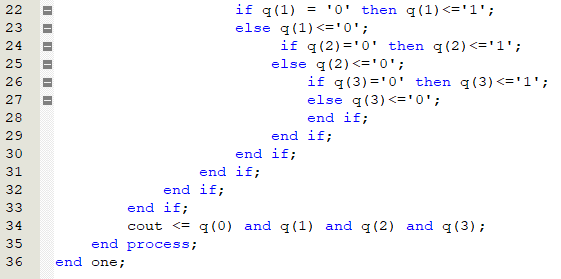 22 if q(1) = '0' then q(1)<='1';
23 else q(1)<='0';
24 if q(2)='0' then q(2)<='1';
25 else q(2)<='0';
26 if q(3)='0' then q(3)<='1';
27 else q(3)<='0';
28 end if;
29 end if;
30 end if;
31 end if;
32 end if;
33 end if;
34 cout <= q(0) and q(1) and q(2) and q(3);
35 end process;
36 end one;